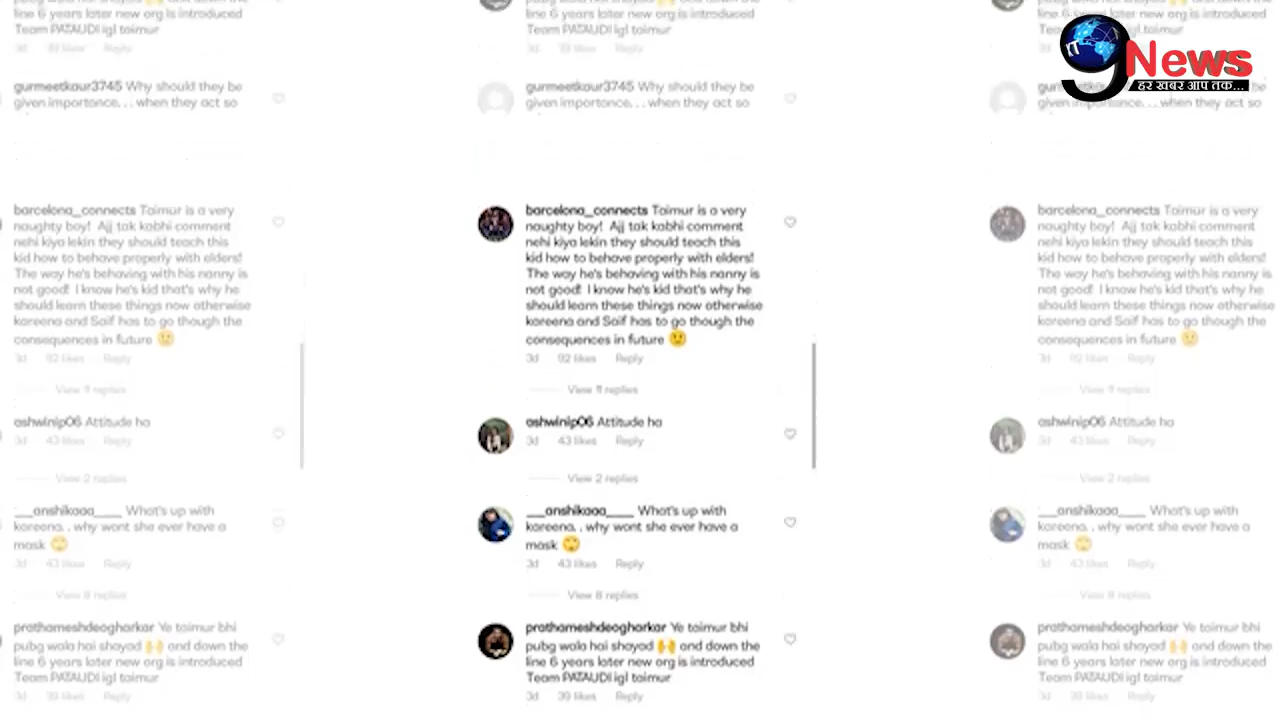 line 6 years later new org is introduced
Team PATAUDI igl taimur
3d 39 likes Reply
gurmeetkaur3745 Why should they be
given importance. . . when they act so
barcelona_connects Taimur is a very
naughty boy! Ajj tak kabhi comment
nehi kiya lekin they should teach this
kid how to behave properly with elders!
The way he's behaving with his nanny is
not good! I know he's kid that's why he
should learn these things now otherwise
kareena and Saif has to go though the
consequences in future
3d 92 likes Reply
View 11 replies
ashwinip06 Attitude ha
3d 43 likes Reply
View 2 replies
__anshikaaa____ What's up with
kareena. . why wont she ever have a
mask 🙄
3d 43 likes Reply
View 8 replies
prathameshdeogharkar Ye taimur bhi
pubg wala hai shayad 🙌 and down the
line 6 years later new org is introduced
Team PATAUDI igl taimur
3d 39 likes Reply
9 News
हर खबर आप तक...